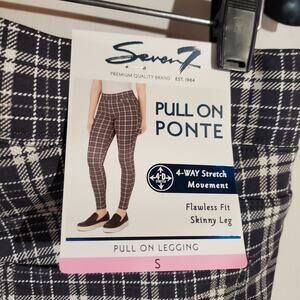 Seven7
PREMIUM QUALITY BRAND EST. 1964
PULL ON
PONTE
4-WAY Stretch
Movement
Flawless Fit
Skinny Leg
PULL ON LEGGING
S